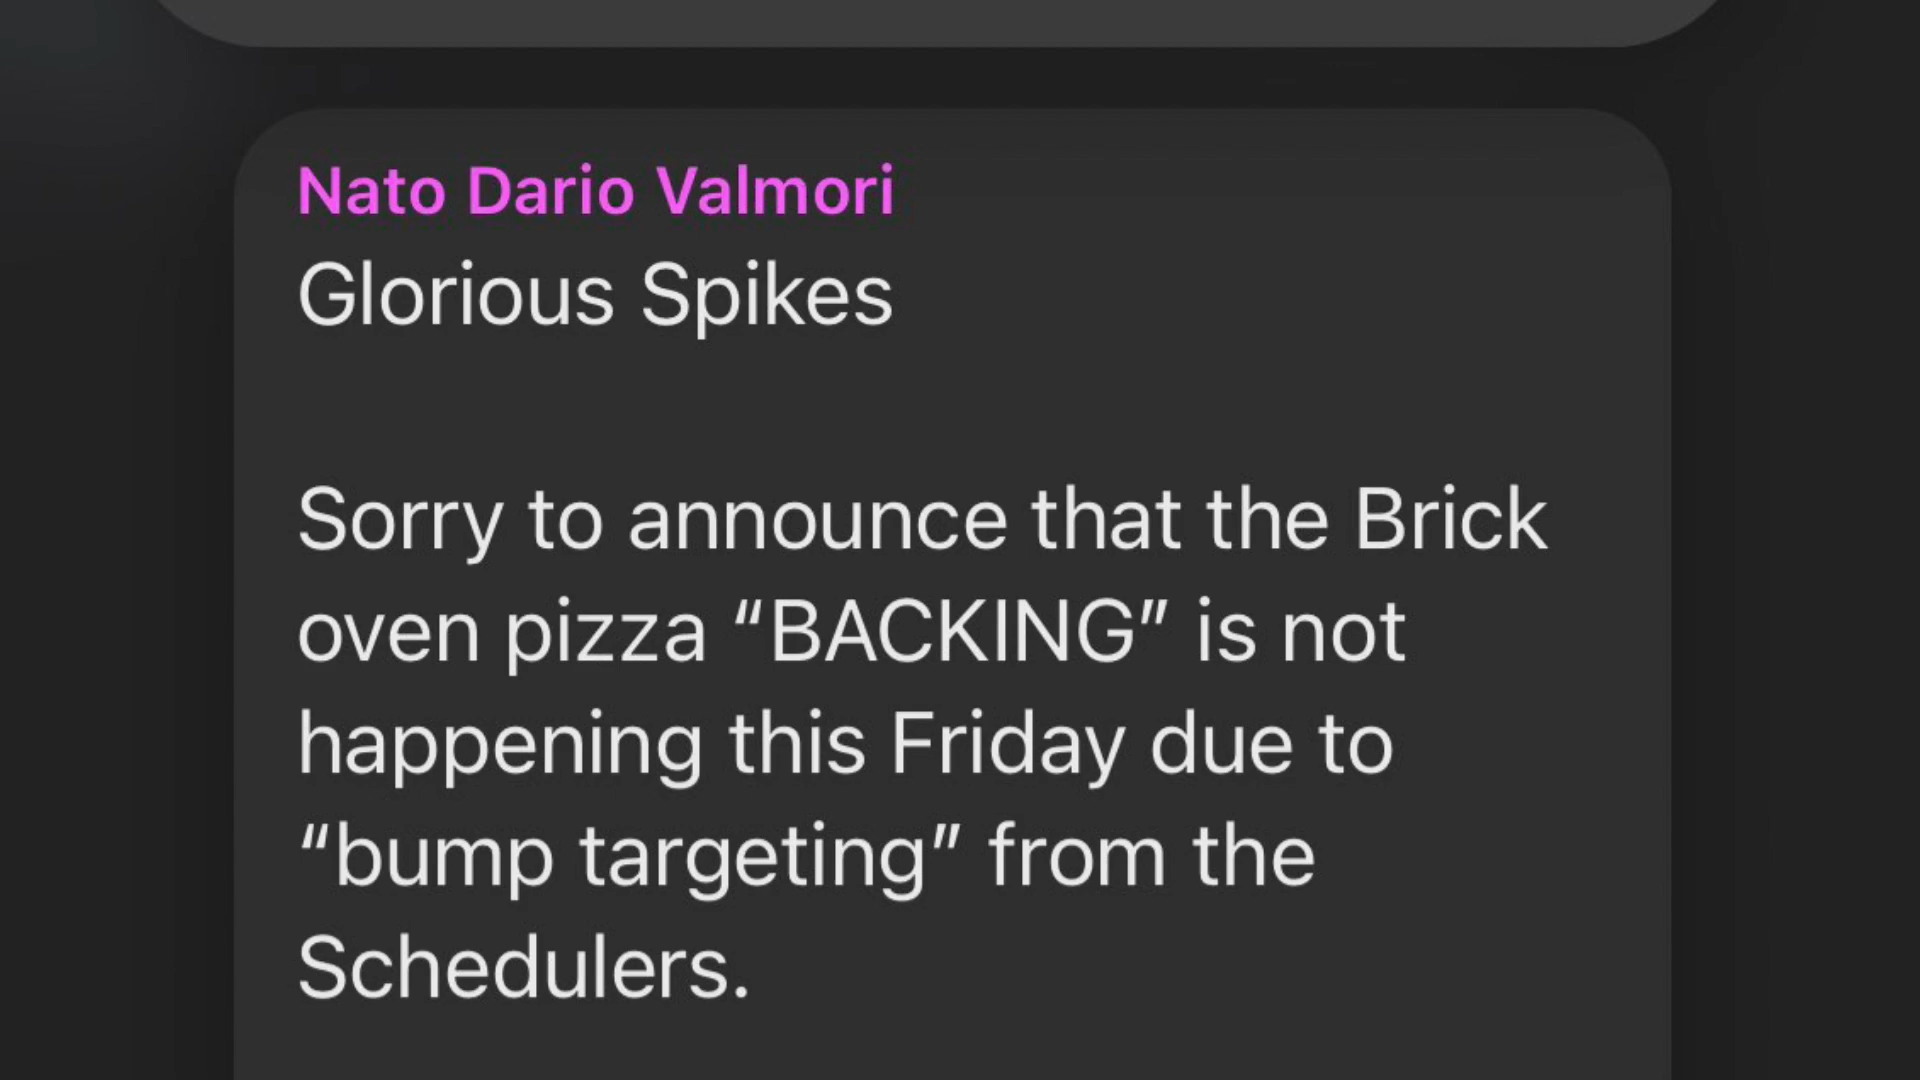 Nato Dario Valmori
Glorious Spikes
Sorry to announce that the Brick
oven pizza “BACKING” is not
happening this Friday due to
“bump targeting” from the
Schedulers.